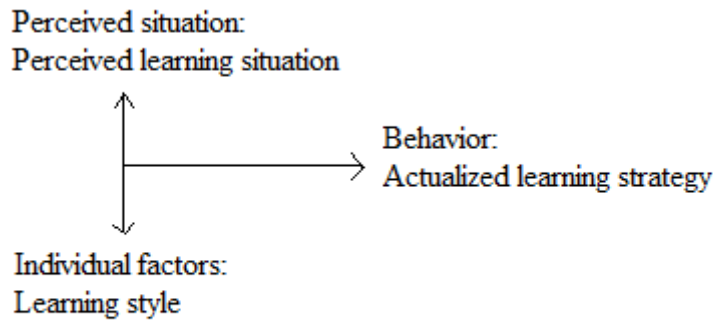 Perceived situation:
Perceived learning situation
Behavior:
Actualized learning strategy
Individual factors:
Learning style